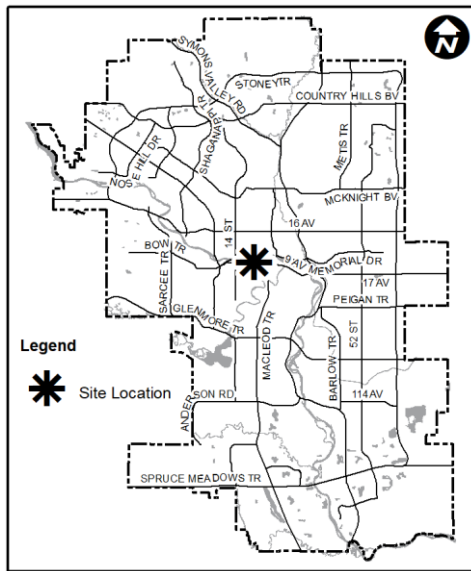 N
SYMONS VALLEY RD
STONEY TR
COUNTRY HILLS BV
SHAGANAPPI TR
METIS TR
NOSE HILL DR
MCKNIGHT BV
14 ST
16 AV
BOW TR
SARCEE TR
9 AV
MEMORIAL DR
17 AV
PEIGAN TR
GLENMORE TR
MACLEOD TR
BARLOW TR
52 ST
Legend
Site Location
ANDERSON RD
114 AV
SPRUCE MEADOWS TR